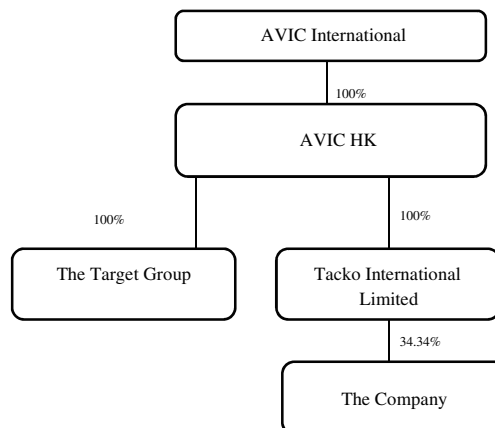 AVIC International
100%
AVIC HK
100%
100%
The Target Group
Tacko International
Limited
34.34%
The Company